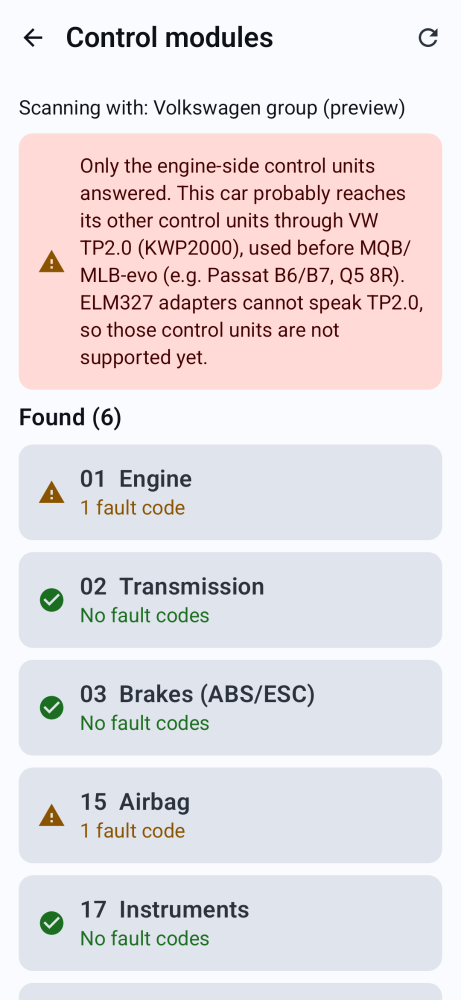 Control modules
Scanning with: Volkswagen group (preview)
Only the engine-side control units
answered. This car probably reaches
its other control units through VW
TP2.0 (KWP2000), used before MQB/
MLB-evo (e.g. Passat B6/B7, Q5 8R).
ELM327 adapters cannot speak TP2.0,
so those control units are not
supported yet.
Found (6)
01 Engine
1 fault code
02 Transmission
No fault codes
03 Brakes (ABS/ESC)
No fault codes
15 Airbag
1 fault code
17 Instruments
No fault codes